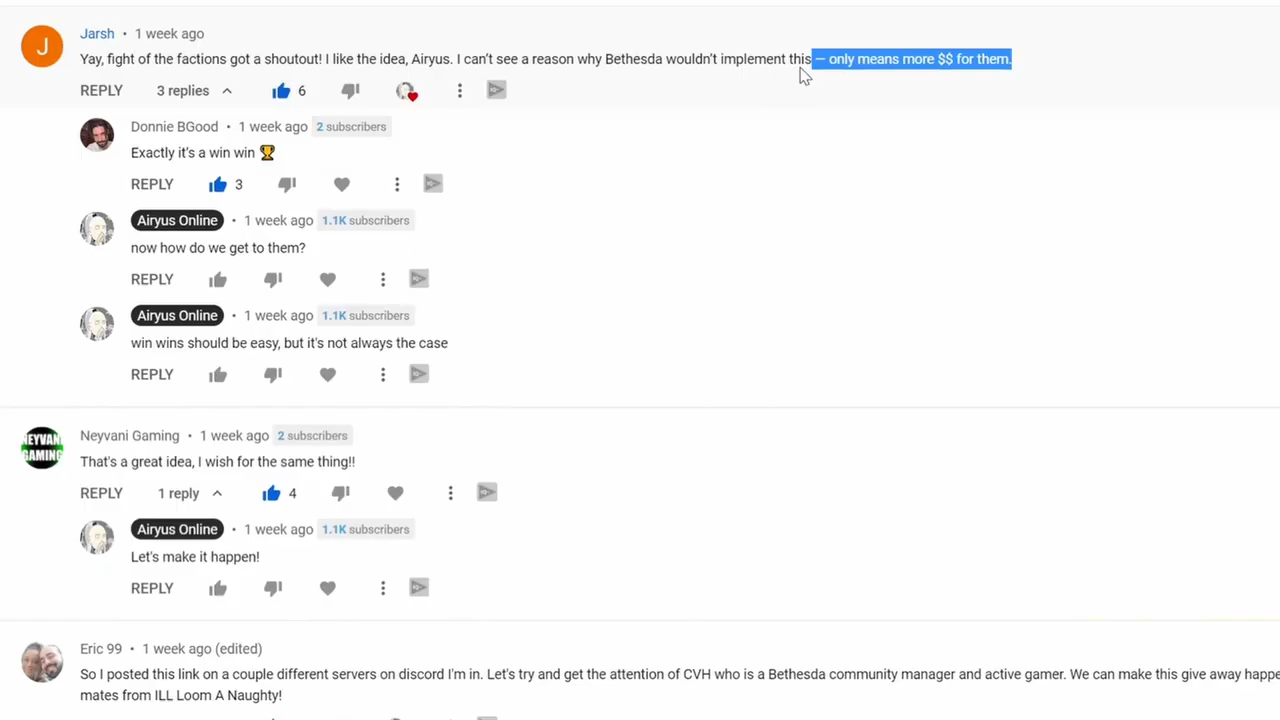 J
Jarsh • 1 week ago
Yay, fight of the factions got a shoutout! I like the idea, Airyus. I can't see a reason why Bethesda wouldn't implement this — only means more $$ for them.
REPLY 3 replies 6
Donnie BGood • 1 week ago 2 subscribers
Exactly it's a win win 🏆
REPLY 3
Airyus Online • 1 week ago 1.1K subscribers
now how do we get to them?
REPLY
Airyus Online • 1 week ago 1.1K subscribers
win wins should be easy, but it's not always the case
REPLY
NEYVANI GAMING
Neyvani Gaming • 1 week ago 2 subscribers
That's a great idea, I wish for the same thing!!
REPLY 1 reply 4
Airyus Online • 1 week ago 1.1K subscribers
Let's make it happen!
REPLY
Eric 99 • 1 week ago (edited)
So I posted this link on a couple different servers on discord I'm in. Let's try and get the attention of CVH who is a Bethesda community manager and active gamer. We can make this give away happe
mates from ILL Loom A Naughty!